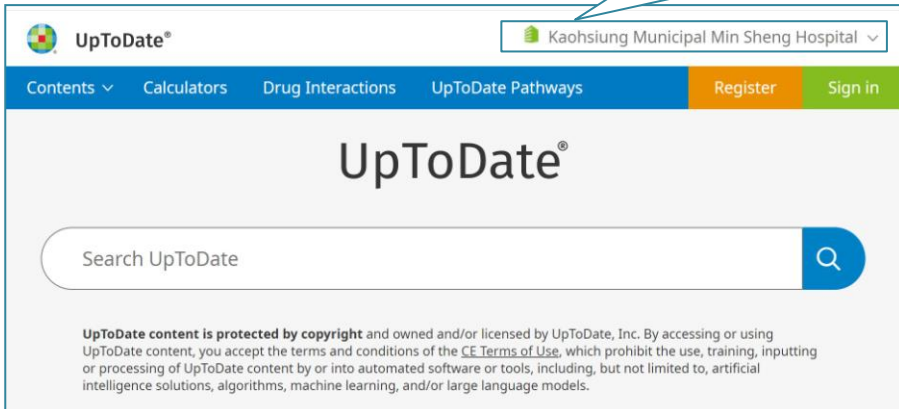 UpToDate®
Kaohsiung Municipal Min Sheng Hospital
Contents
Calculators
Drug Interactions
UpToDate Pathways
Register
Sign in
UpToDate®
Search UpToDate
UpToDate content is protected by copyright and owned and/or licensed by UpToDate, Inc. By accessing or using
UpToDate content, you accept the terms and conditions of the CE Terms of Use, which prohibit the use, training, inputting
or processing of UpToDate content by or into automated software or tools, including, but not limited to, artificial
intelligence solutions, algorithms, machine learning, and/or large language models.